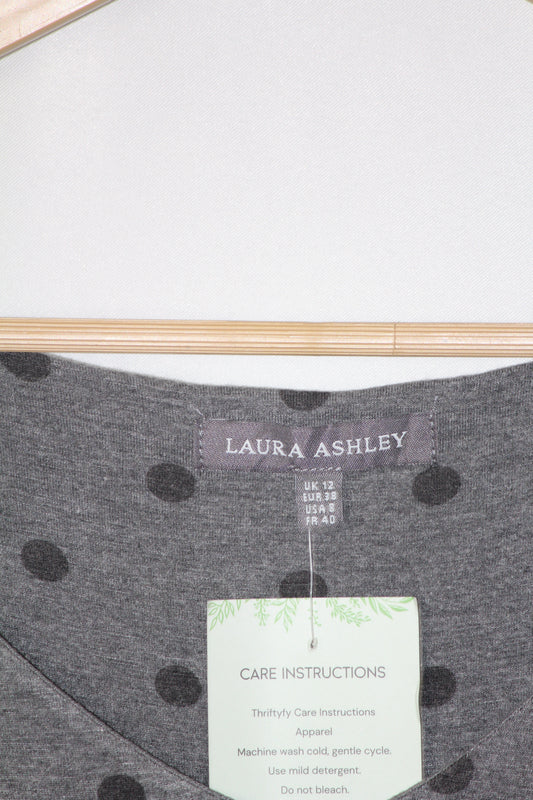 LAURA ASHLEY
UK 12
EUR 38
USA 8
FR 40
CARE INSTRUCTIONS
Thriftyfy Care Instructions
Apparel
Machine wash cold, gentle cycle.
Use mild detergent.
Do not bleach.